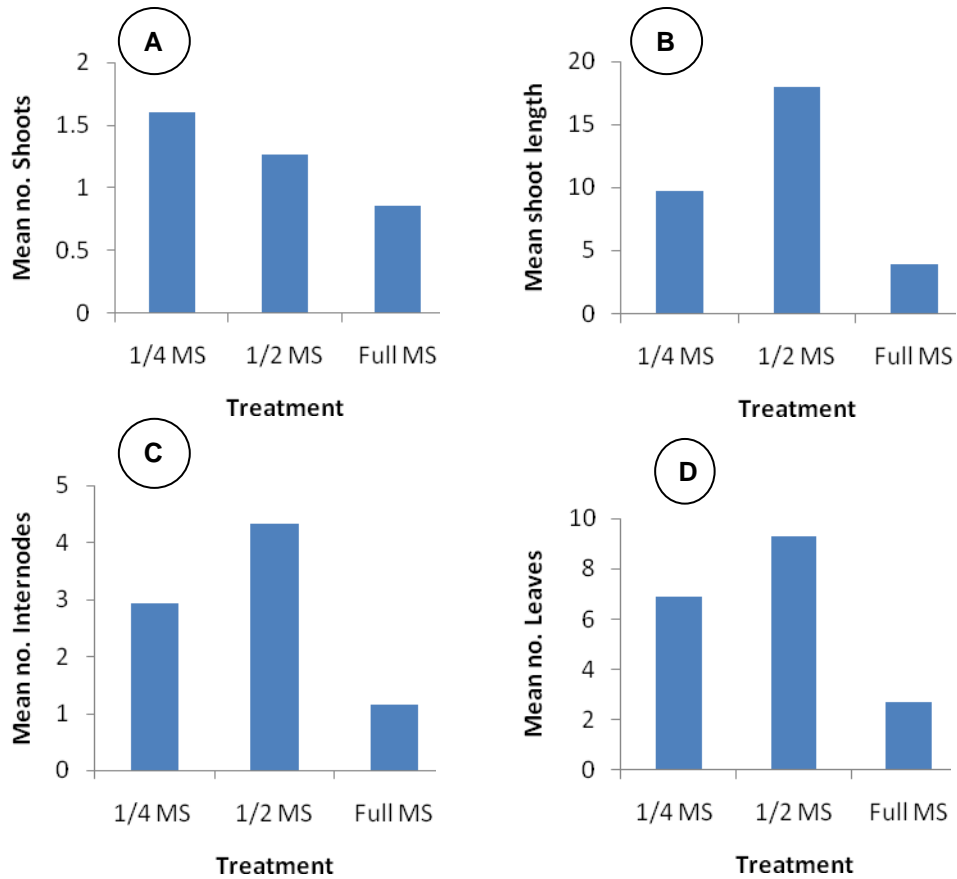 A
Mean no. Shoots
2
1.5
1
0.5
0
1/4 MS 1/2 MS Full MS
Treatment
B
Mean shoot length
20
15
10
5
0
1/4 MS 1/2 MS Full MS
Treatment
C
Mean no. Internodes
5
4
3
2
1
0
1/4 MS 1/2 MS Full MS
Treatment
D
Mean no. Leaves
10
8
6
4
2
0
1/4 MS 1/2 MS Full MS
Treatment